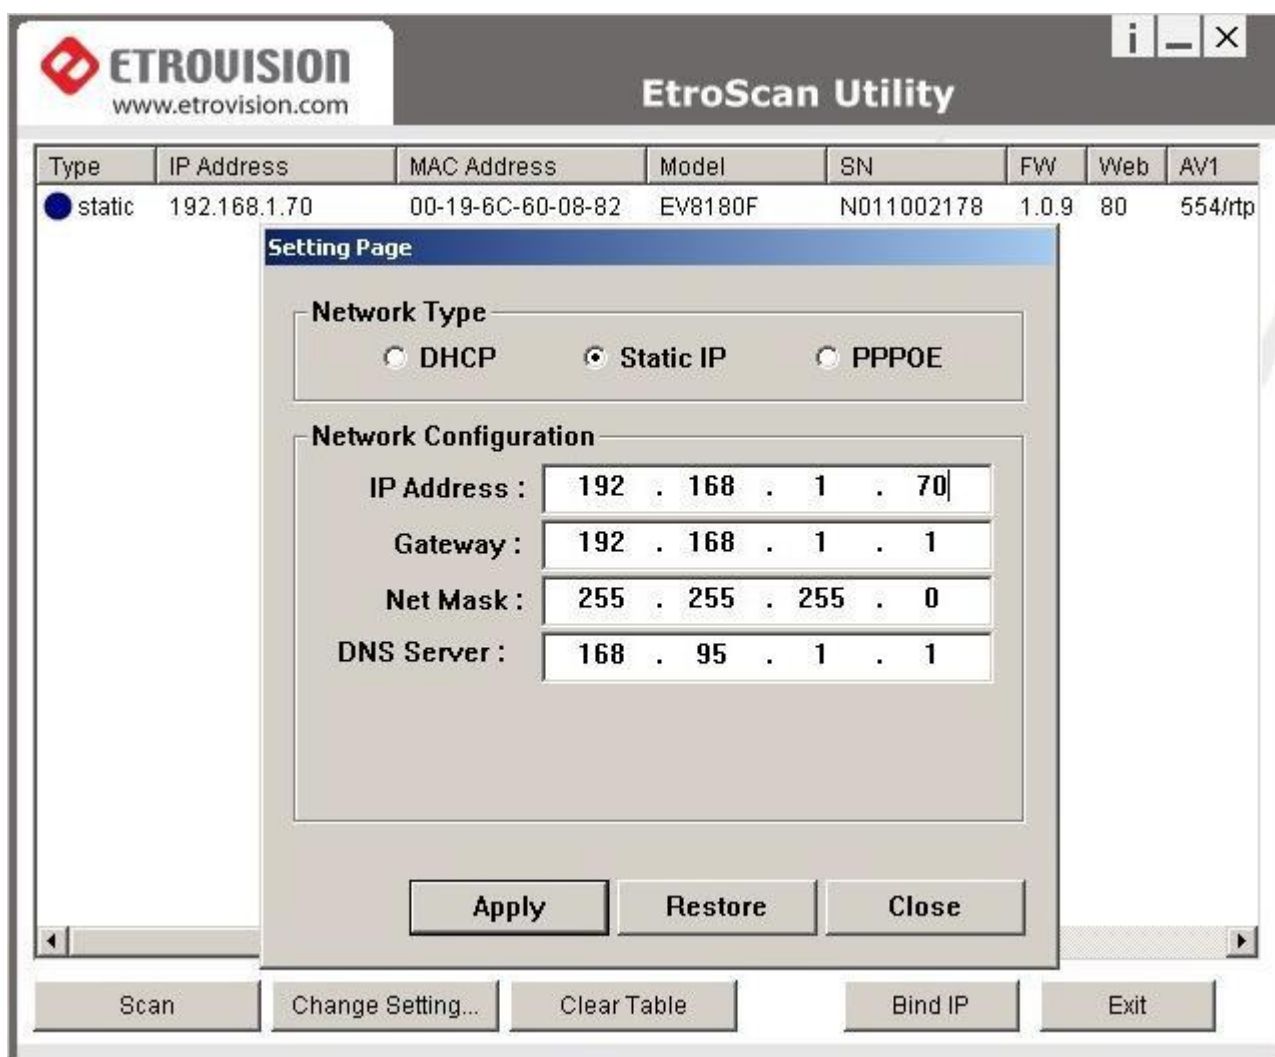 ETROVISION
www.etrovision.com
i
EtroScan Utility
Type IP Address MAC Address Model SN FW Web AV1
static 192.168.1.70 00-19-6C-60-08-82 EV8180F N011002178 1.0.9 80 554/rtp
Setting Page
Network Type
DHCP Static IP PPPOE
Network Configuration
IP Address : 192 . 168 . 1 . 70
Gateway : 192 . 168 . 1 . 1
Net Mask : 255 . 255 . 255 . 0
DNS Server : 168 . 95 . 1 . 1
Apply Restore Close
Scan Change Setting... Clear Table Bind IP Exit